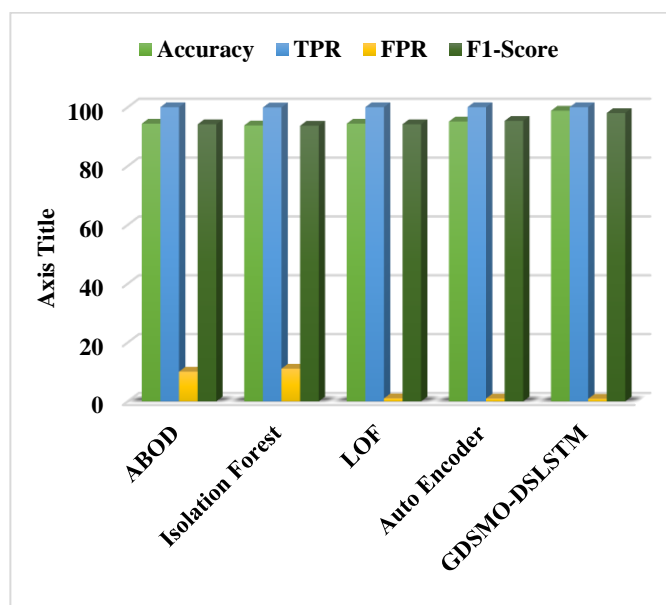 Accuracy TPR FPR F1-Score
100
80
60
40
20
0
Axis Title
ABOD
Isolation Forest
LOF
Auto Encoder
GDSMO-DSLSTM